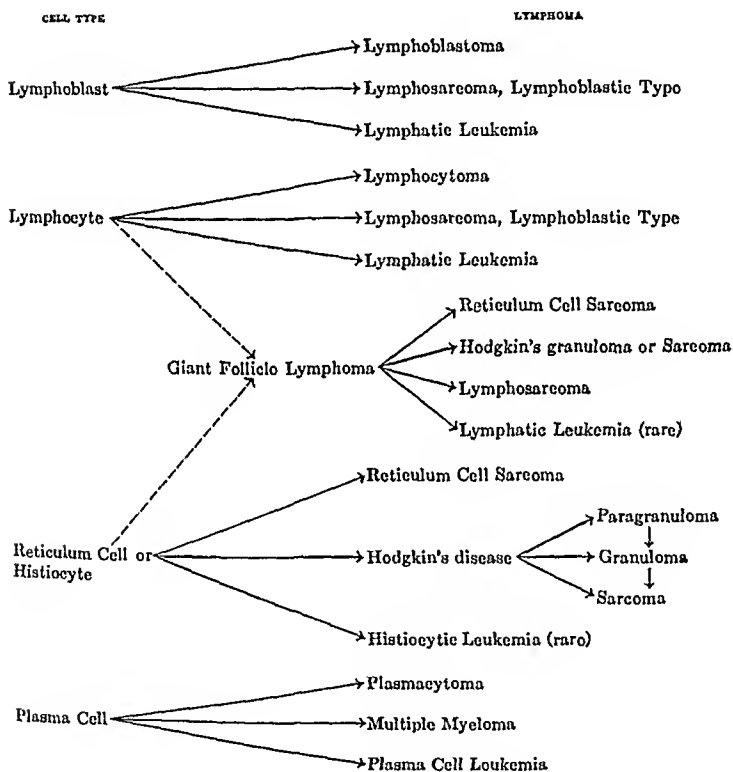 CELL TYPE
LYMPHOMA
Lymphoblast
Lymphoblastoma
Lymphosarcoma, Lymphoblastic Typo
Lymphatic Leukemia
Lymphocyte
Lymphocytoma
Lymphosarcoma, Lymphoblastic Type
Lymphatic Leukemia
Giant Folliclo Lymphoma
Reticulum Cell Sarcoma
Hodgkin's granuloma or Sarcoma
Lymphosarcoma
Lymphatic Leukemia (rare)
Reticulum Cell or
Histiocyte
Reticulum Cell Sarcoma
Hodgkin's disease
Paragranuloma
Granuloma
Sarcoma
Histiocytic Leukemia (raro)
Plasma Cell
Plasmacytoma
Multiple Myeloma
Plasma Cell Leukemia